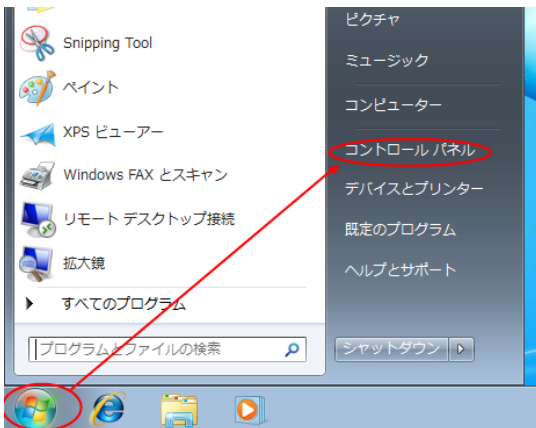 Snipping Tool
ペイント
XPS ビューアー
Windows FAX とスキャン
リモート デスクトップ接続
拡大鏡
すべてのプログラム
プログラムとファイルの検索
ピクチャ
ミュージック
コンピューター
コントロール パネル
デバイスとプリンター
既定のプログラム
ヘルプとサポート
シャットダウン